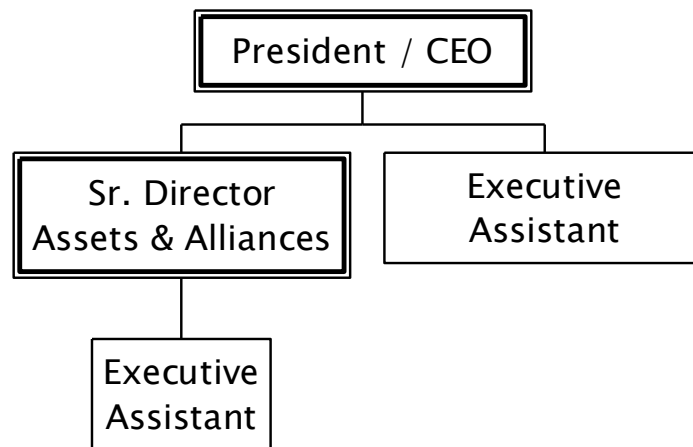 President / CEO
Sr. Director
Assets & Alliances
Executive
Assistant
Executive
Assistant